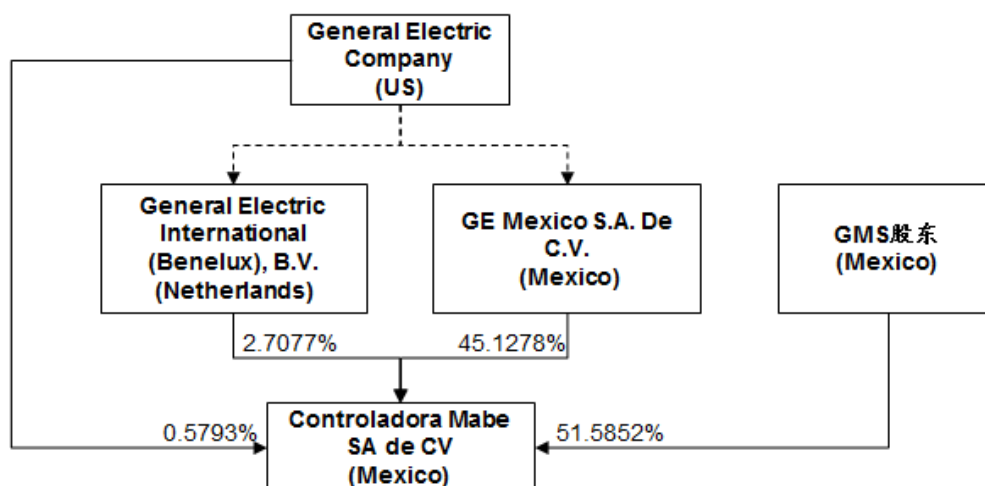 General Electric
Company
(US)
General Electric
International
(Benelux), B.V.
(Netherlands)
GE Mexico S.A. De
C.V.
(Mexico)
GMS股东
(Mexico)
2.7077%
45.1278%
0.5793%
Controladora Mabe
SA de CV
(Mexico)
51.5852%